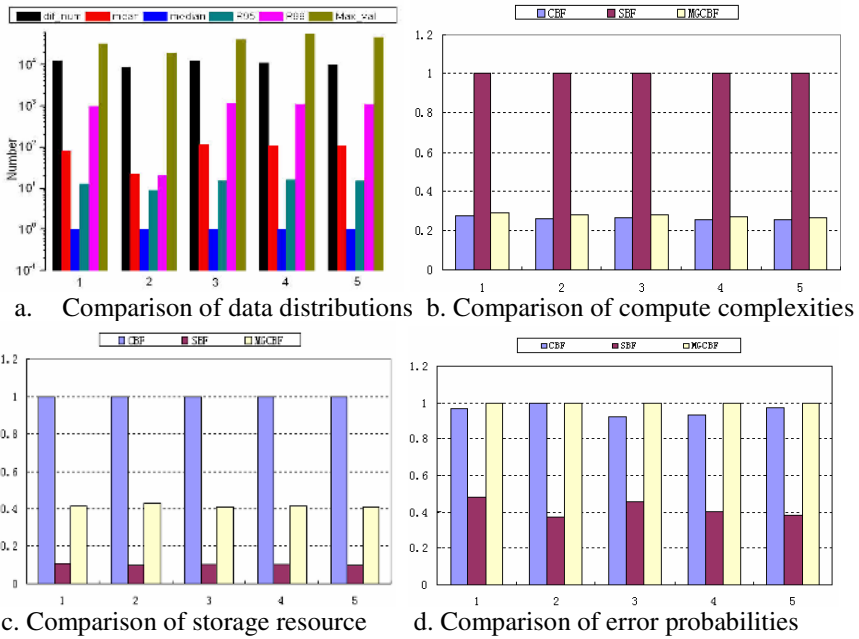 dif_num mean median P95 P99 Max_val
Number
10^4
10^3
10^2
10^1
10^0
10^-1
1 2 3 4 5
a. Comparison of data distributions
CBF SBF MGCBF
1.2
1
0.8
0.6
0.4
0.2
0
1 2 3 4 5
b. Comparison of compute complexities
CBF SBF MGCBF
1.2
1
0.8
0.6
0.4
0.2
0
1 2 3 4 5
c. Comparison of storage resource
CBF SBF MGCBF
1.2
1
0.8
0.6
0.4
0.2
0
1 2 3 4 5
d. Comparison of error probabilities